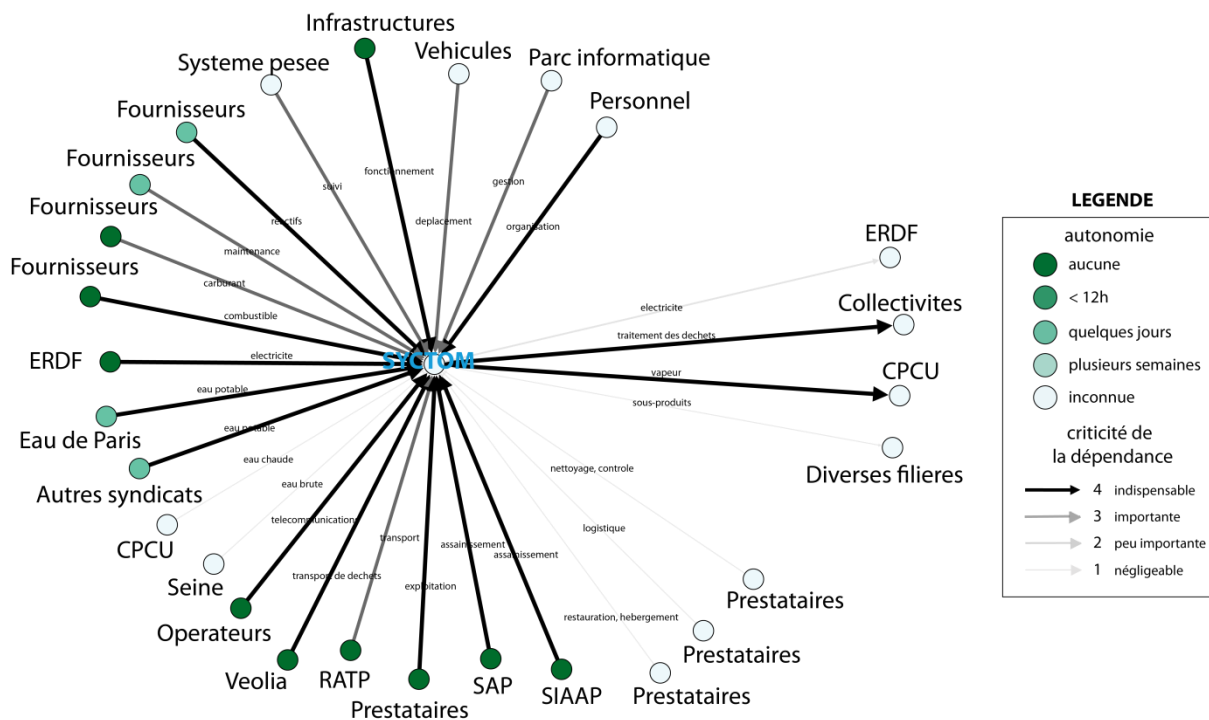 Infrastructures
Vehicules
Parc informatique
Systeme pesee
Personnel
Fournisseurs
Fournisseurs
Fournisseurs
Fournisseurs
ERDF
Eau de Paris
Autres syndicats
CPCU
Seine
Operateurs
Veolia
RATP
Prestataires
SAP
SIAAP
Prestataires
Prestataires
Prestataires
Diverses filieres
CPCU
Collectivites
ERDF
SYCTOM
fonctionnement
suivi
deplacement
gestion
organisation
reactifs
maintenance
carburant
combustible
electricite
eau potable
eau potable
eau chaude
eau brute
telecommunications
transport de dechets
transport
exploitation
assainissement
assainissement
restauration, hebergement
logistique
nettoyage, controle
sous-produits
vapeur
traitement des dechets
electricite
LEGENDE
autonomie
aucune
< 12h
quelques jours
plusieurs semaines
inconnue
criticité de
la dépendance
4 indispensable
3 importante
2 peu importante
1 négligeable